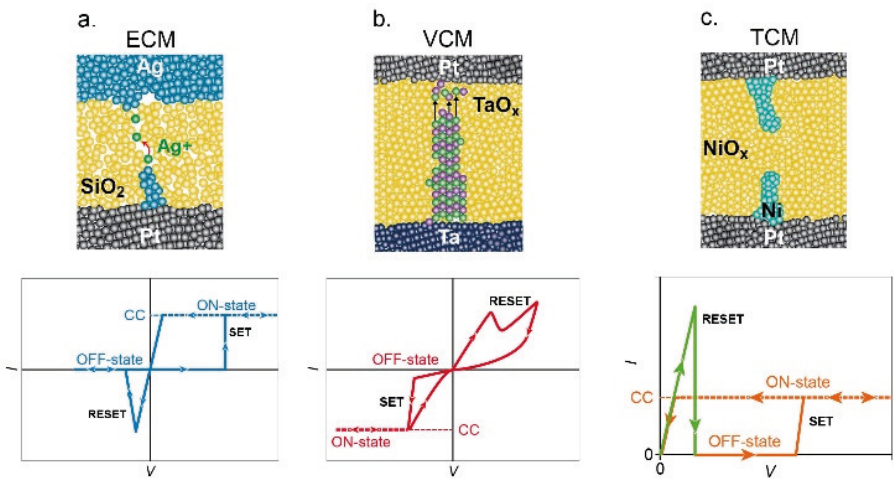 a.
ECM
Ag
Ag+
SiO2
Pt
CC
ON-state
SET
OFF-state
RESET
I
V
b.
VCM
Pt
TaOx
Ta
RESET
OFF-state
SET
CC
ON-state
I
V
c.
TCM
Pt
NiOx
Ni
Pt
RESET
ON-state
CC
SET
OFF-state
I
0
0
V